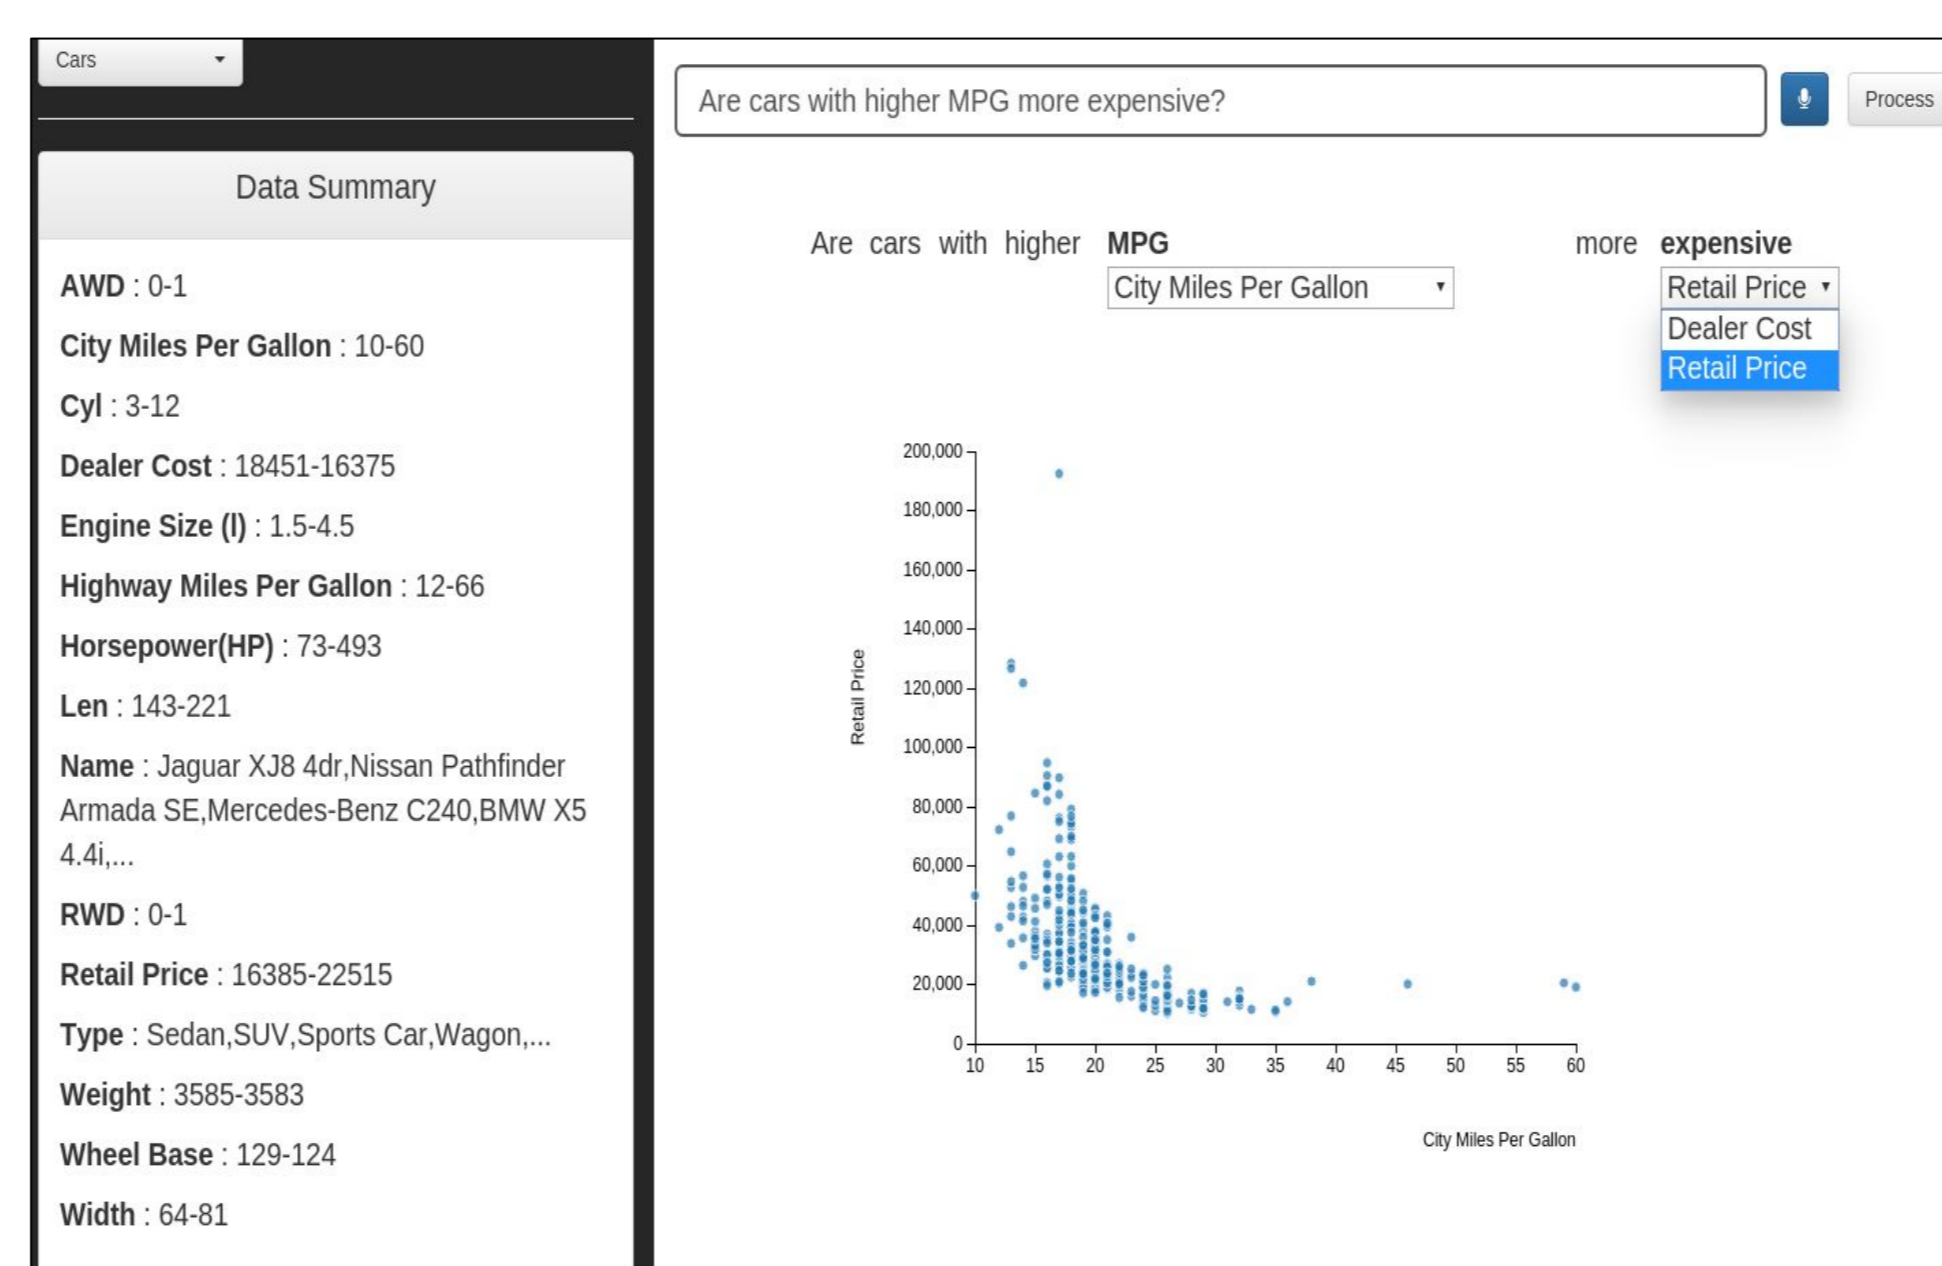 Cars
Are cars with higher MPG more expensive?
Process
Data Summary
AWD : 0-1
City Miles Per Gallon : 10-60
Cyl : 3-12
Dealer Cost : 18451-16375
Engine Size (l) : 1.5-4.5
Highway Miles Per Gallon : 12-66
Horsepower(HP) : 73-493
Len : 143-221
Name : Jaguar XJ8 4dr,Nissan Pathfinder
Armada SE,Mercedes-Benz C240,BMW X5
4.4i,...
RWD : 0-1
Retail Price : 16385-22515
Type : Sedan,SUV,Sports Car,Wagon,...
Weight : 3585-3583
Wheel Base : 129-124
Width : 64-81
Are cars with higher MPG more expensive
City Miles Per Gallon Retail Price
Dealer Cost
Retail Price
200,000
180,000
160,000
140,000
120,000
100,000
80,000
60,000
40,000
20,000
0
Retail Price
10 15 20 25 30 35 40 45 50 55 60
City Miles Per Gallon